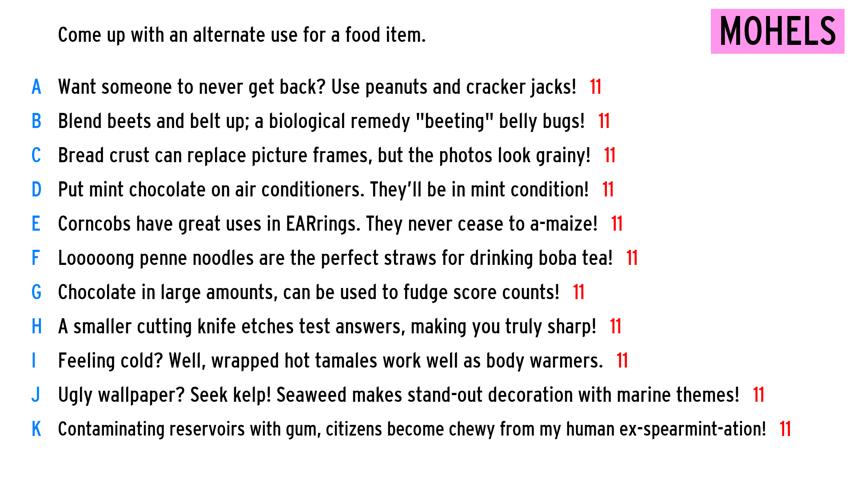 Come up with an alternate use for a food item.
MOHELS
A Want someone to never get back? Use peanuts and cracker jacks! 11
B Blend beets and belt up; a biological remedy "beeting" belly bugs! 11
C Bread crust can replace picture frames, but the photos look grainy! 11
D Put mint chocolate on air conditioners. They'll be in mint condition! 11
E Corncobs have great uses in EARrings. They never cease to a-maize! 11
F Looooong penne noodles are the perfect straws for drinking boba tea! 11
G Chocolate in large amounts, can be used to fudge score counts! 11
H A smaller cutting knife etches test answers, making you truly sharp! 11
I Feeling cold? Well, wrapped hot tamales work well as body warmers. 11
J Ugly wallpaper? Seek kelp! Seaweed makes stand-out decoration with marine themes! 11
K Contaminating reservoirs with gum, citizens become chewy from my human ex-spearmint-ation! 11